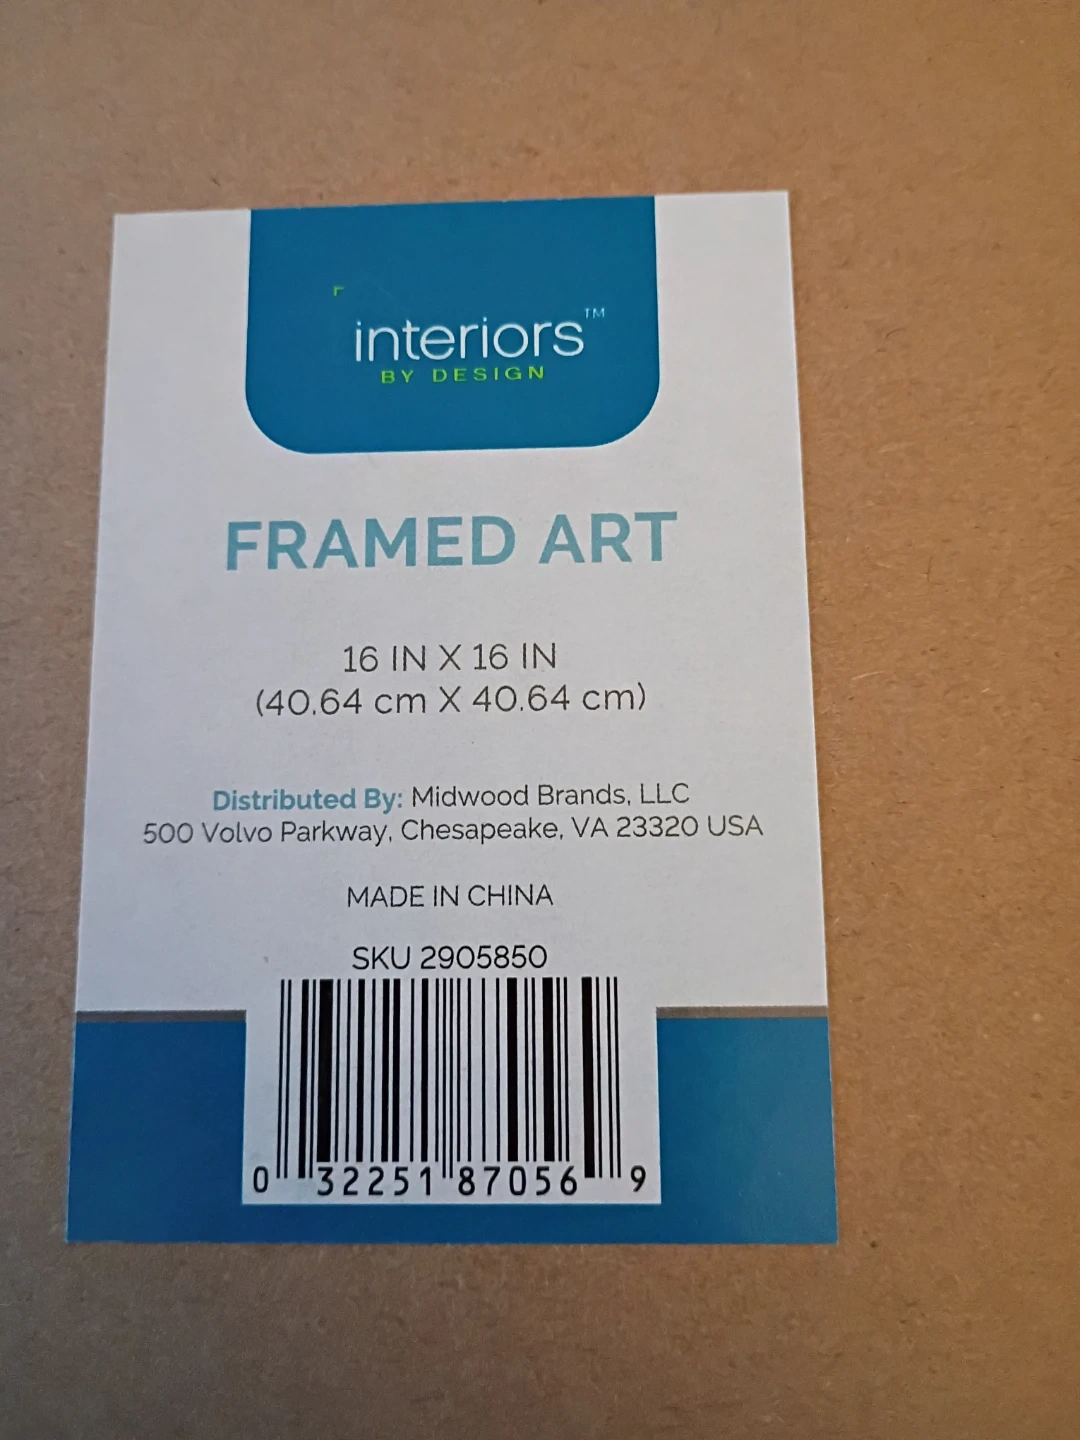 interiors™
BY DESIGN
FRAMED ART
16 IN X 16 IN
(40.64 cm X 40.64 cm)
Distributed By: Midwood Brands, LLC
500 Volvo Parkway, Chesapeake, VA 23320 USA
MADE IN CHINA
SKU 2905850
0 32251 87056 9